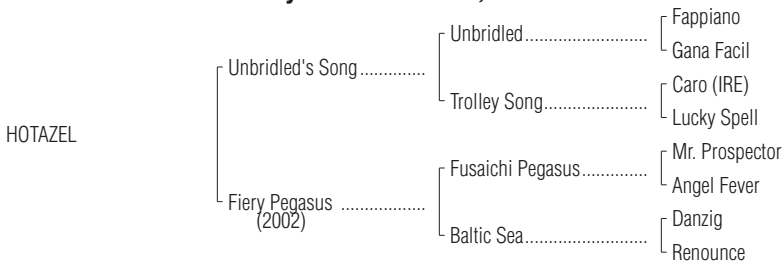 Fappiano
Unbridled
Gana Facil
Unbridled's Song
Caro (IRE)
Trolley Song
Lucky Spell
HOTAZEL
Mr. Prospector
Fusaichi Pegasus
Angel Fever
Fiery Pegasus
(2002)
Danzig
Baltic Sea
Renounce